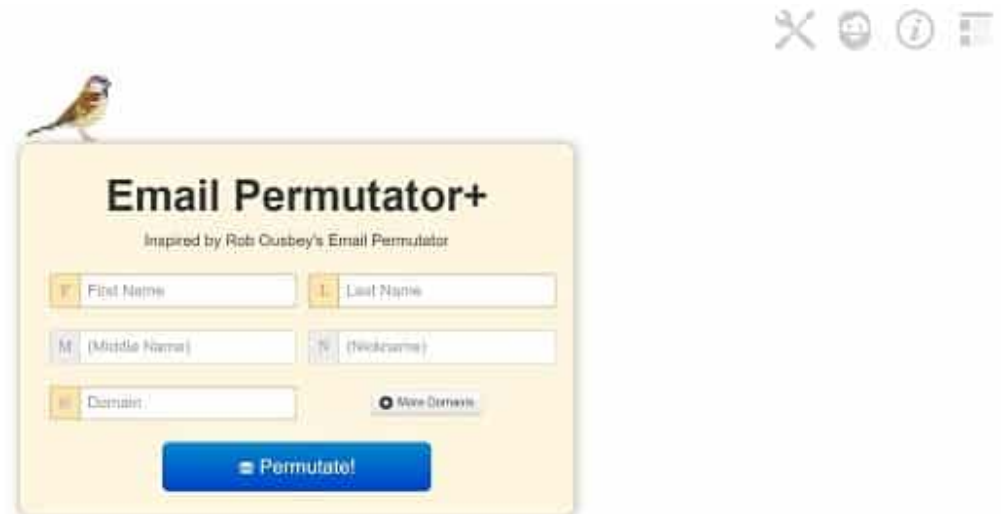 Email Permutator+
Inspired by Rob Ousbey's Email Permutator
F First Name
L Last Name
M (Middle Name)
N (Nickname)
Domain
More Domains
Permutate!